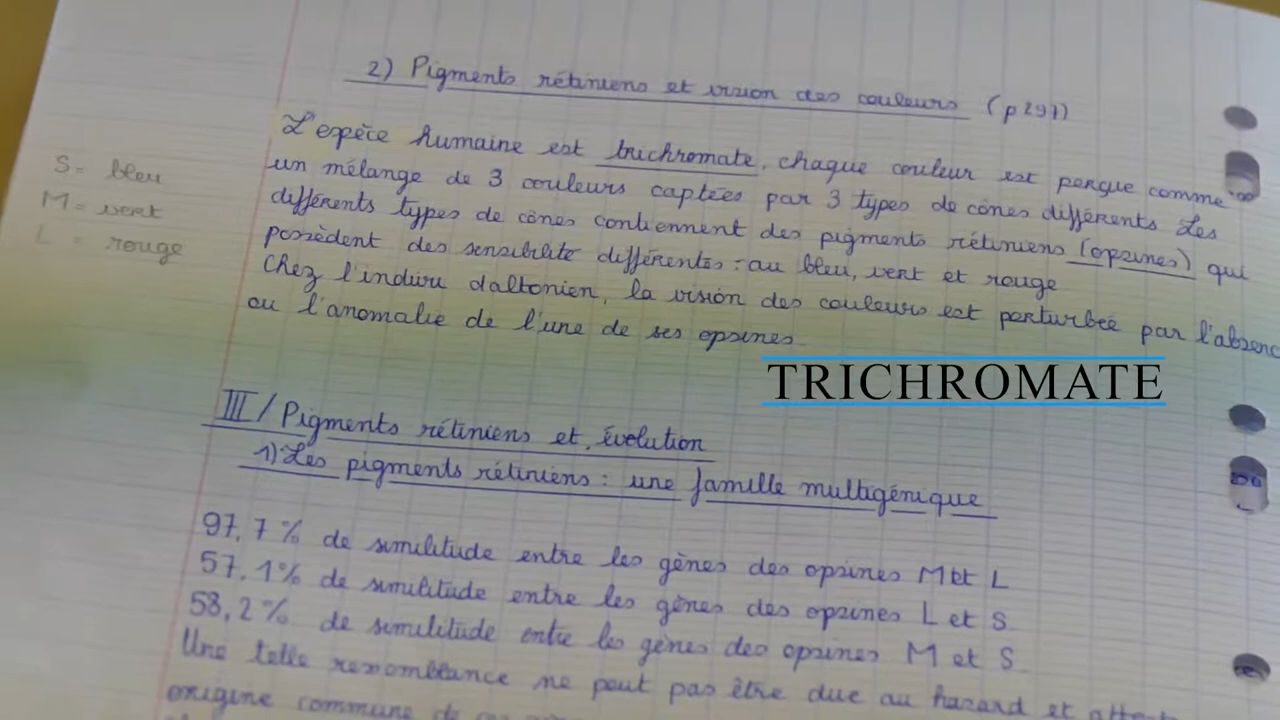 2) Pigments rétiniens et vision des couleurs (p 297)
L'espèce humaine est trichromate, chaque couleur est perçue comme
un mélange de 3 couleurs captées par 3 types de cônes différents. Les
différents types de cônes contiennent des pigments rétiniens (opsines) qui
possèdent des sensibilité différentes : au bleu, vert et rouge
Chez l'indivu daltonien, la vision des couleurs est perturbée par l'absenc
ou l'anomalie de l'une de ses opsines
S = bleu
M = vert
L = rouge
TRICHROMATE
III / Pigments rétiniens et évolution
1) Les pigments rétiniens : une famille multigénique
97,7 % de similitude entre les gènes des opsines M et L
57,1% de similitude entre les gènes des opsines L et S
58,2 % de similitude entre les gènes des opsines M et S
Une telle ressemblance ne peut pas être due au hazard et atteste
origine commune de